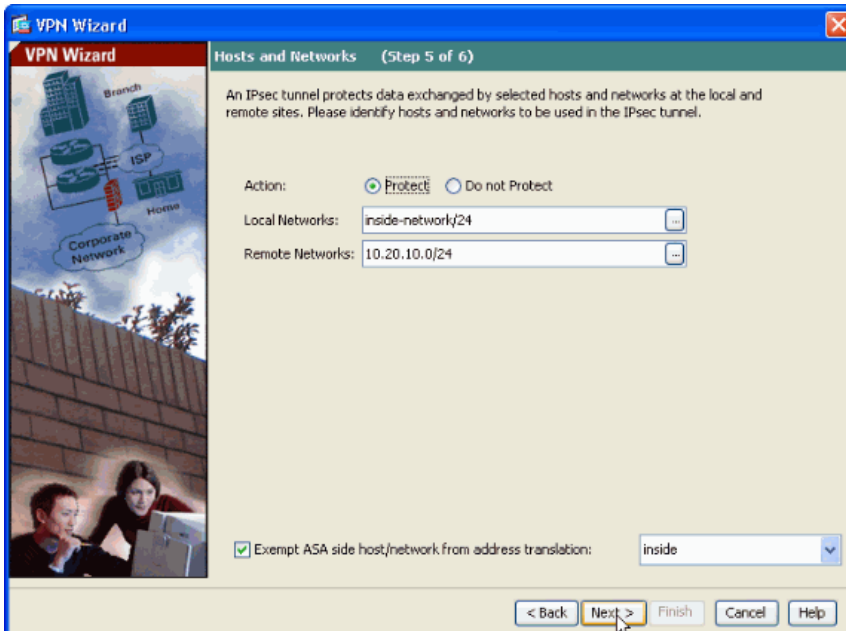 VPN Wizard
VPN Wizard
Branch
ISP
Home
Corporate
Network
Hosts and Networks (Step 5 of 6)
An IPsec tunnel protects data exchanged by selected hosts and networks at the local and
remote sites. Please identify hosts and networks to be used in the IPsec tunnel.
Action: Protect Do not Protect
Local Networks: inside-network/24 ...
Remote Networks: 10.20.10.0/24 ...
Exempt ASA side host/network from address translation: inside
< Back Next > Finish Cancel Help